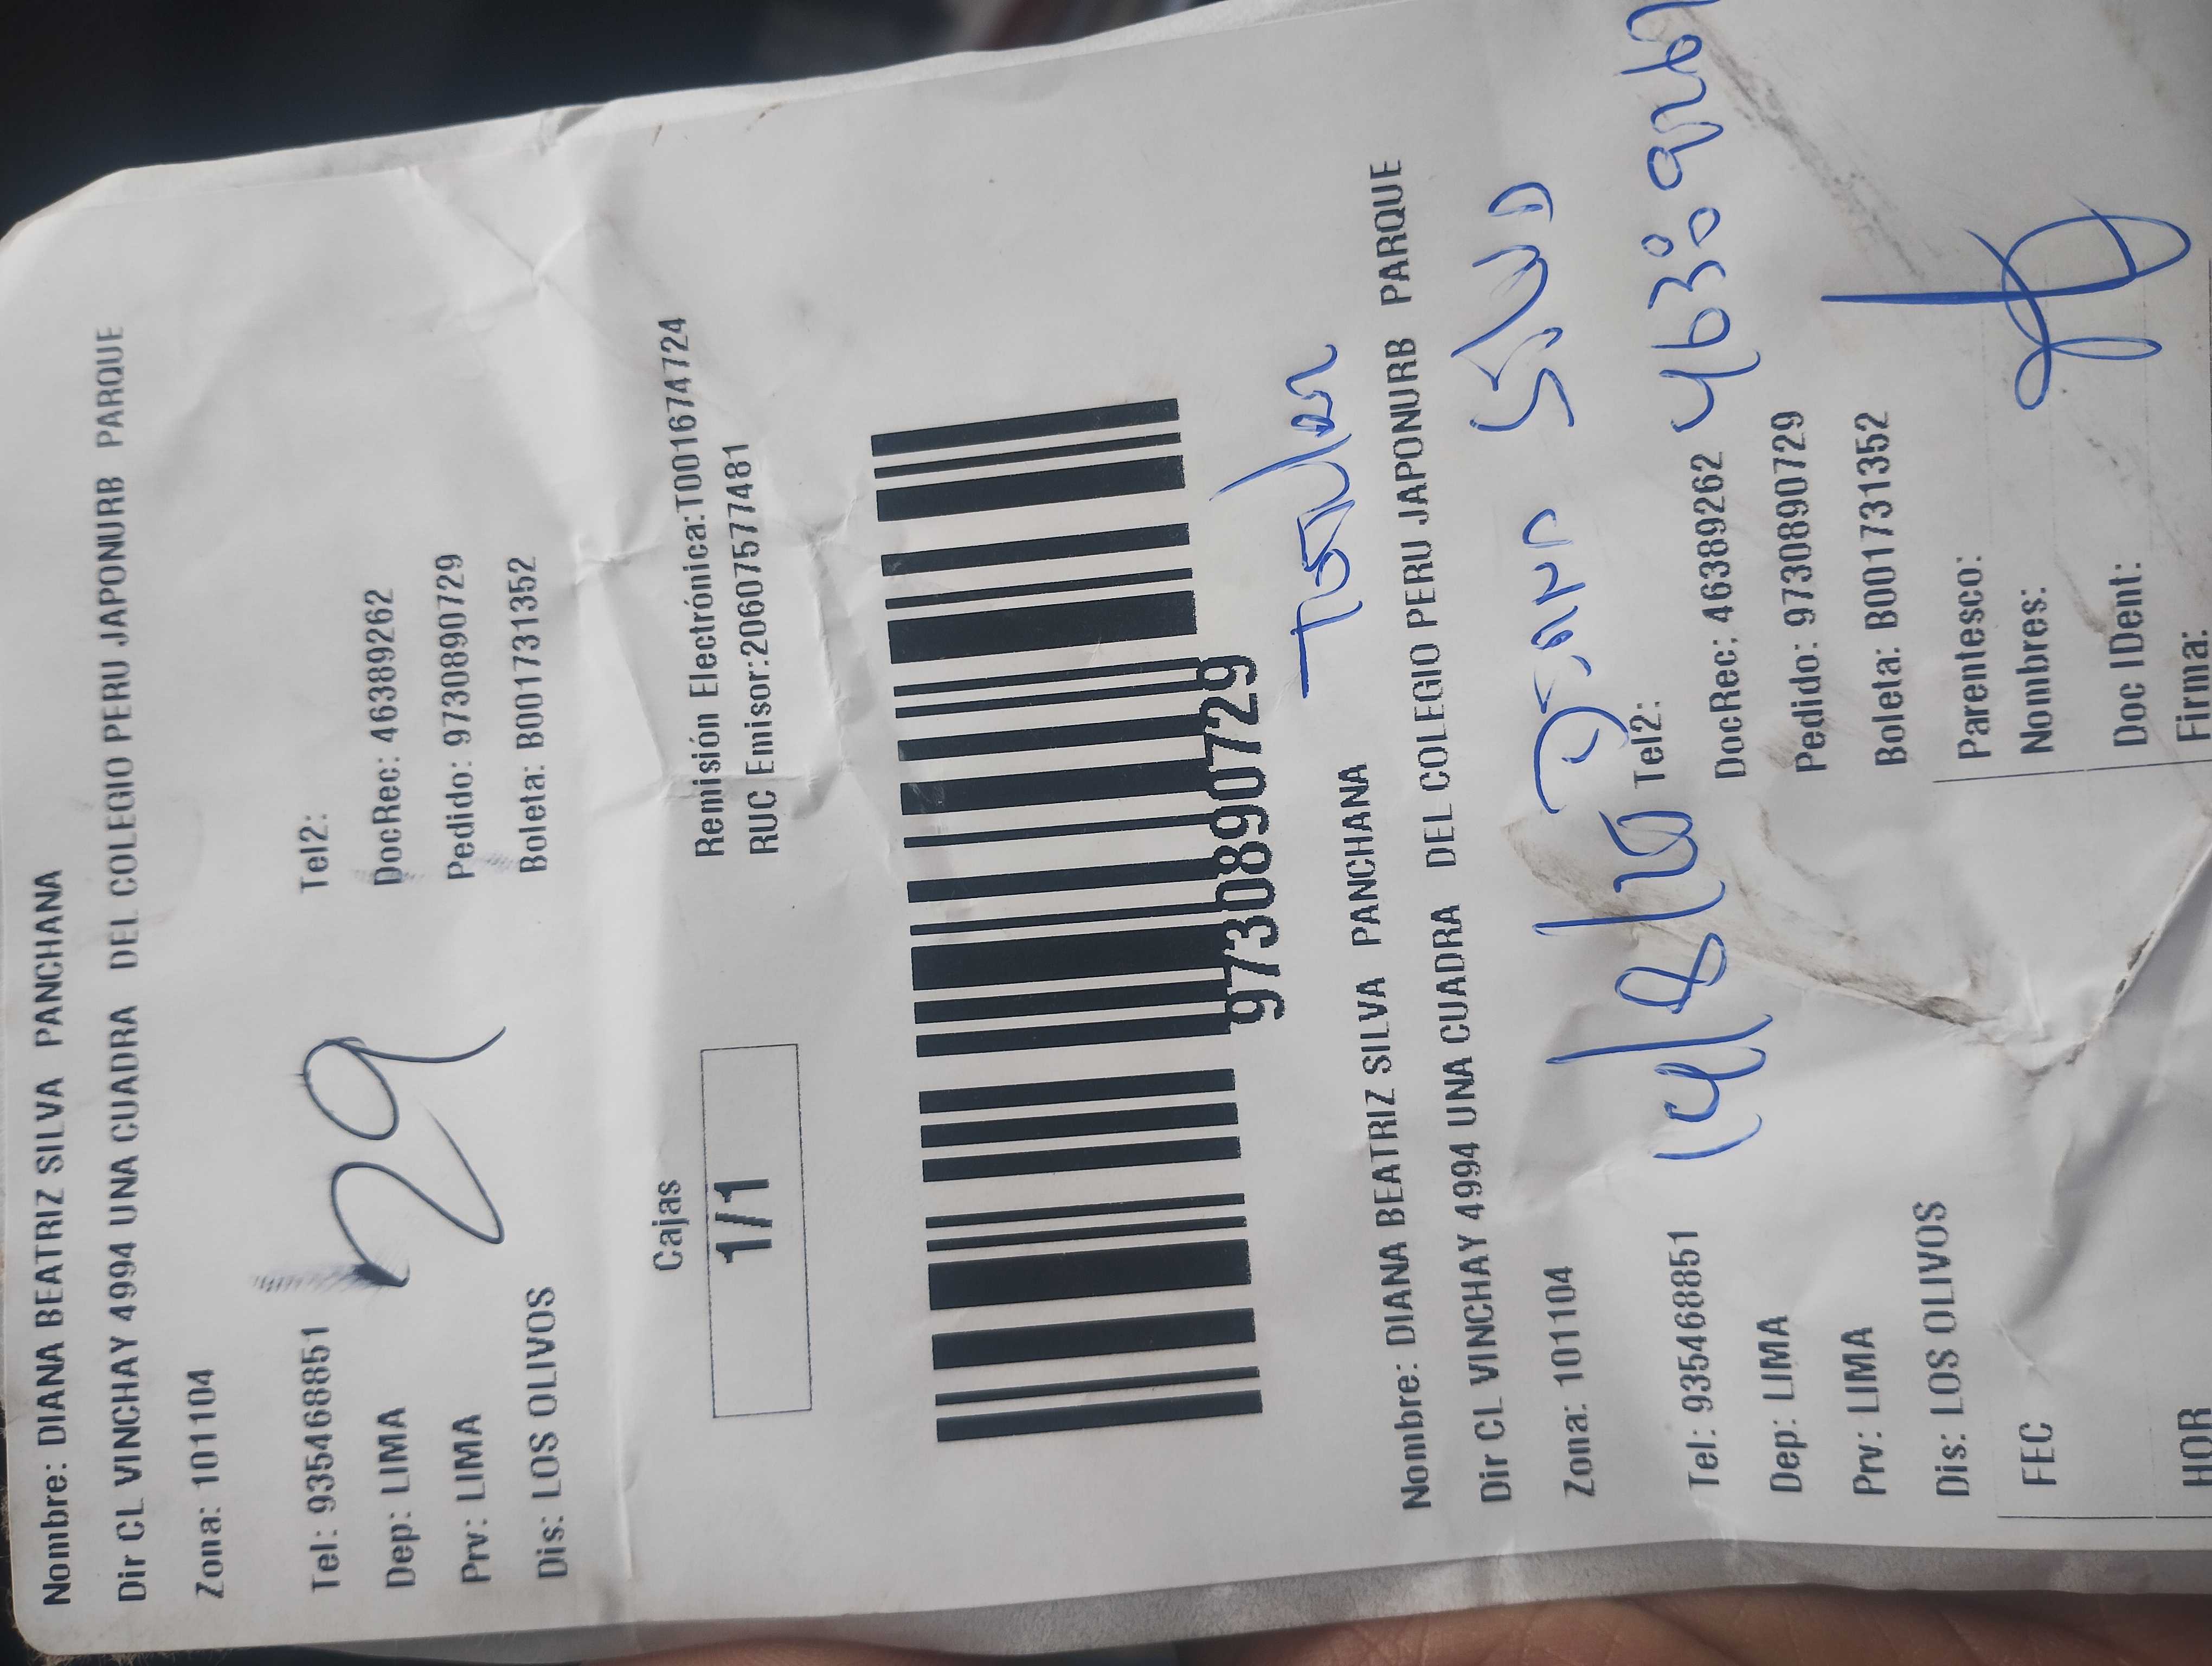 Nombre: DIANA BEATRIZ SILVA PANCHANA
Dir CL VINCHAY 4994 UNA CUADRA DEL COLEGIO PERU JAPONURB PARQUE
Zona: 101104
Tel: 935468851 Tel2:
Dep: LIMA DocRec: 46389262
Prv: LIMA Pedido: 9730890729
Dis: LOS OLIVOS Boleta: B001731352
29
Cajas Remisión Electrónica:T001674724
1/1 RUC Emisor:20607577481
9730890729
Titular
Nombre: DIANA BEATRIZ SILVA PANCHANA
Dir CL VINCHAY 4994 UNA CUADRA DEL COLEGIO PERU JAPONURB PARQUE
Zona: 101104 Diana Silva
Tel: 935468851 Tel2:
Dep: LIMA DocRec: 46389262
Prv: LIMA Pedido: 9730890729
Dis: LOS OLIVOS Boleta: B001731352
FEC Parentesco:
Nombres:
Doc IDent:
HOR Firma: